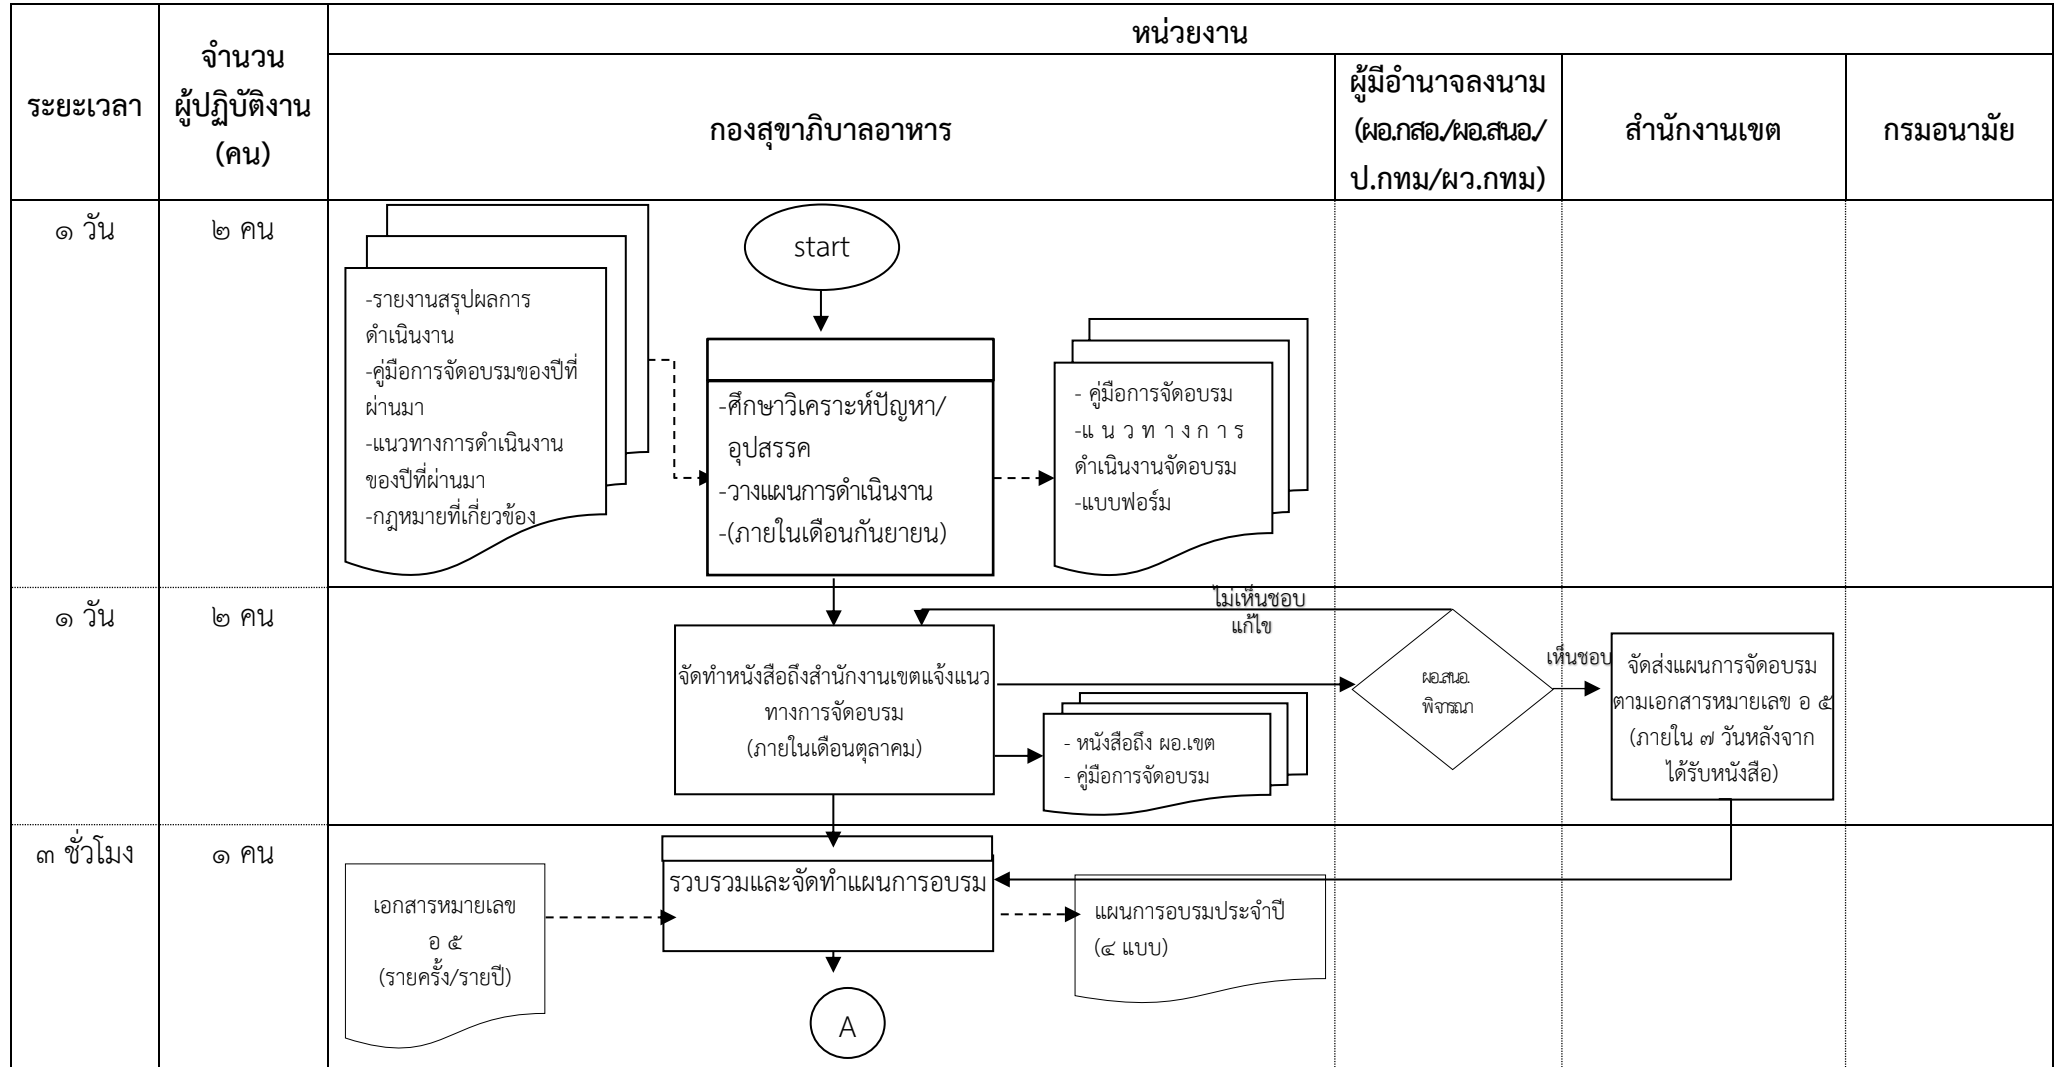 ระยะเวลา
จำนวน
ผู้ปฏิบัติงาน
(คน)
หน่วยงาน
กองสุขาภิบาลอาหาร
ผู้มีอำนาจลงนาม
(ผอ.กสอ./ผอ.สนอ./
ป.กทม/ผว.กทม)
สำนักงานเขต
กรมอนามัย
๑ วัน
๒ คน
-รายงานสรุปผลการ
ดำเนินงาน
-คู่มือการจัดอบรมของปีที่
ผ่านมา
-แนวทางการดำเนินงาน
ของปีที่ผ่านมา
-กฎหมายที่เกี่ยวข้อง
start
-ศึกษาวิเคราะห์ปัญหา/
อุปสรรค
-วางแผนการดำเนินงาน
-(ภายในเดือนกันยายน)
- คู่มือการจัดอบรม
-แ น ว ท า ง ก า ร
ดำเนินงานจัดอบรม
-แบบฟอร์ม
๑ วัน
๒ คน
จัดทำหนังสือถึงสำนักงานเขตแจ้งแนว
ทางการจัดอบรม
(ภายในเดือนตุลาคม)
- หนังสือถึง ผอ.เขต
- คู่มือการจัดอบรม
ไม่เห็นชอบ
แก้ไข
ผอ.สนอ.
พิจารณา
เห็นชอบ
จัดส่งแผนการจัดอบรม
ตามเอกสารหมายเลข อ ๕
(ภายใน ๗ วันหลังจาก
ได้รับหนังสือ)
๓ ชั่วโมง
๑ คน
เอกสารหมายเลข
อ ๕
(รายครั้ง/รายปี)
รวบรวมและจัดทำแผนการอบรม
แผนการอบรมประจำปี
(๔ แบบ)
A